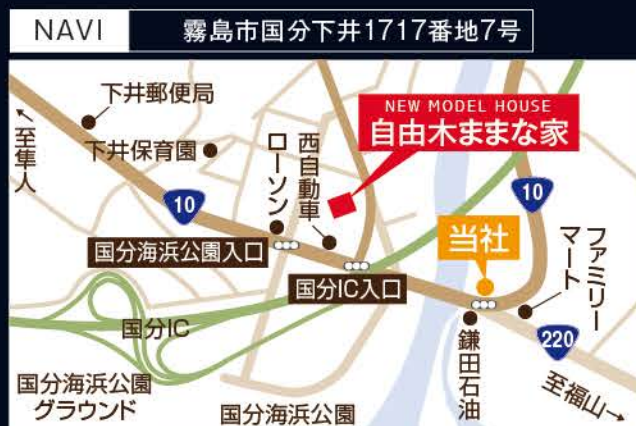 NAVI
霧島市国分下井1717番地7号
下井郵便局
NEW MODEL HOUSE
自由木ままな家
←至隼人
下井保育園
西自動車
ローソン
10
10
国分海浜公園入口
当社
ファミリー
マート
国分IC入口
国分IC
鎌田石油
220
国分海浜公園
グラウンド
国分海浜公園
至福山→